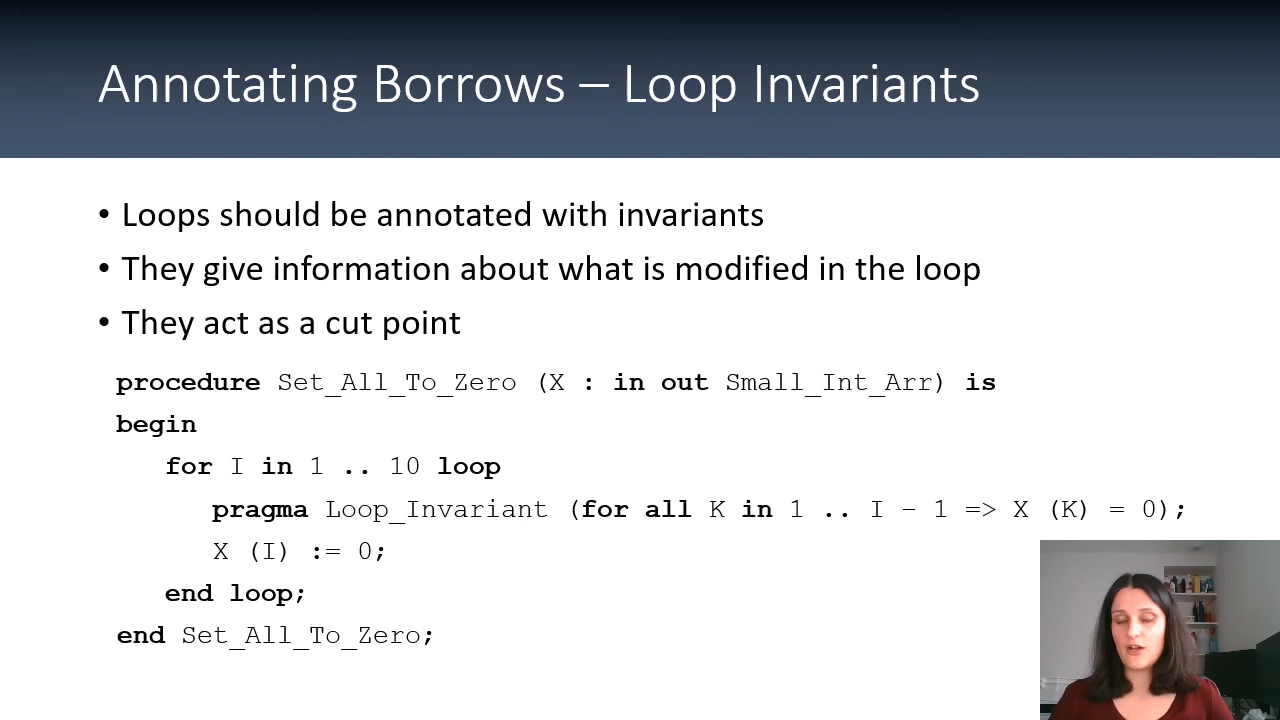 Annotating Borrows – Loop Invariants
• Loops should be annotated with invariants
• They give information about what is modified in the loop
• They act as a cut point
procedure Set_All_To_Zero (X : in out Small_Int_Arr) is
begin
   for I in 1 .. 10 loop
      pragma Loop_Invariant (for all K in 1 .. I – 1 => X (K) = 0);
      X (I) := 0;
   end loop;
end Set_All_To_Zero;